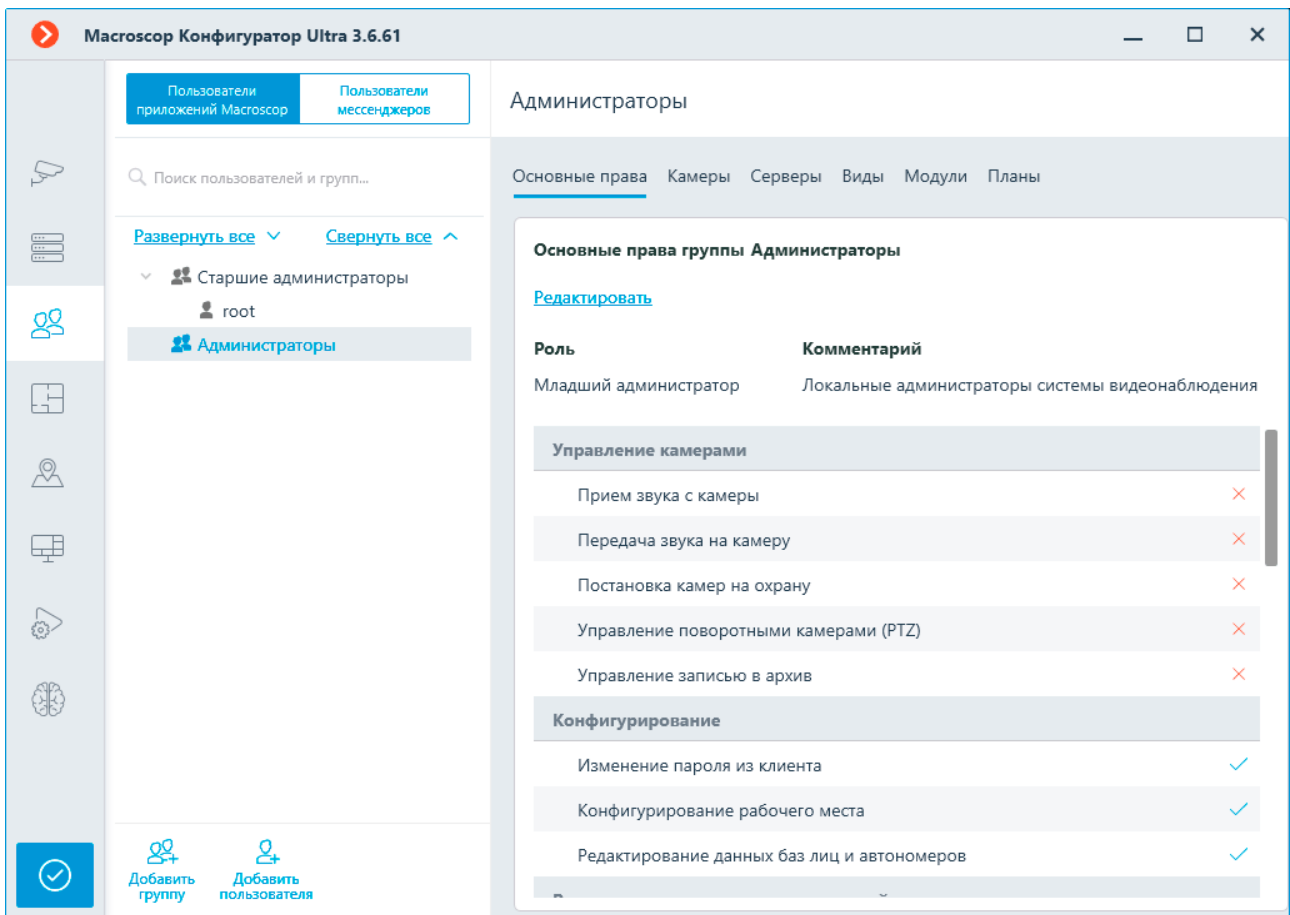 Macroscop Конфигуратор Ultra 3.6.61
Пользователи
приложений Macroscop
Пользователи
мессенджеров
Поиск пользователей и групп...
Развернуть все
Свернуть все
Старшие администраторы
root
Администраторы
Добавить
группу
Добавить
пользователя
Администраторы
Основные права Камеры Серверы Виды Модули Планы
Основные права группы Администраторы
Редактировать
Роль Комментарий
Младший администратор Локальные администраторы системы видеонаблюдения
Управление камерами
Прием звука с камеры
Передача звука на камеру
Постановка камер на охрану
Управление поворотными камерами (PTZ)
Управление записью в архив
Конфигурирование
Изменение пароля из клиента
Конфигурирование рабочего места
Редактирование данных баз лиц и автономеров